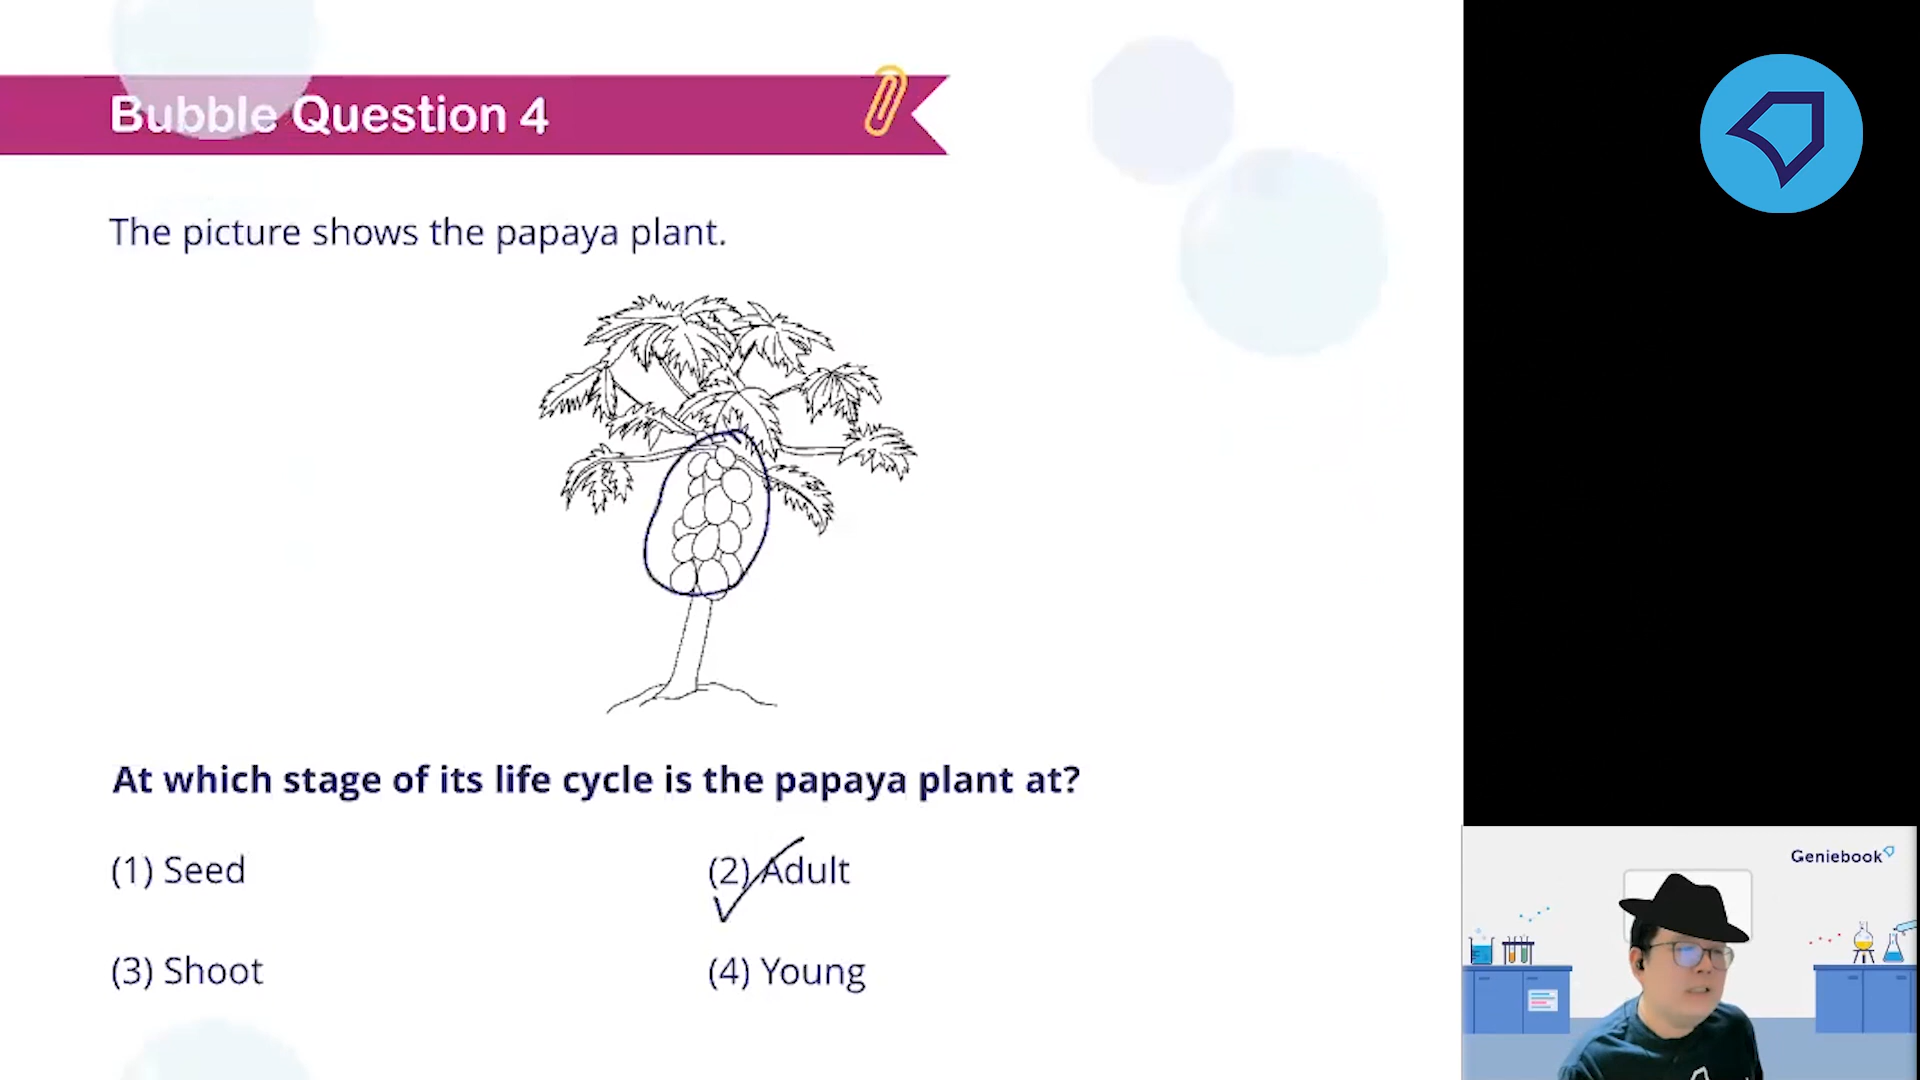 Bubble Question 4
The picture shows the papaya plant.
At which stage of its life cycle is the papaya plant at?
(1) Seed
(2) Adult
(3) Shoot
(4) Young
Geniebook